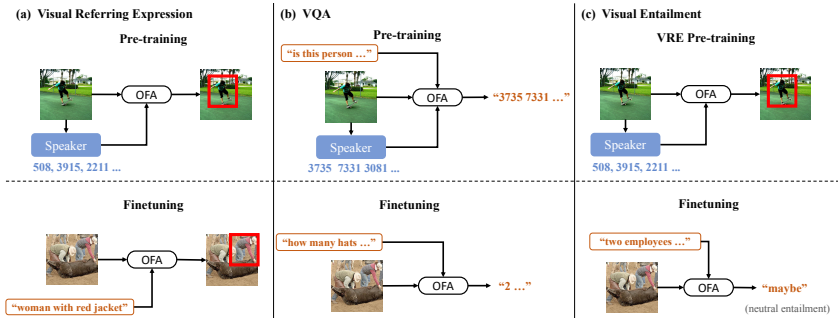 (a) Visual Referring Expression
Pre-training
OFA
Speaker
508, 3915, 2211 ...
Finetuning
OFA
“woman with red jacket”
(b) VQA
Pre-training
“is this person ...”
OFA
“3735 7331 ...”
Speaker
3735 7331 3081 ...
Finetuning
“how many hats ...”
OFA
“2 ...”
(c) Visual Entailment
VRE Pre-training
OFA
Speaker
508, 3915, 2211 ...
Finetuning
“two employees ...”
OFA
“maybe”
(neutral entailment)